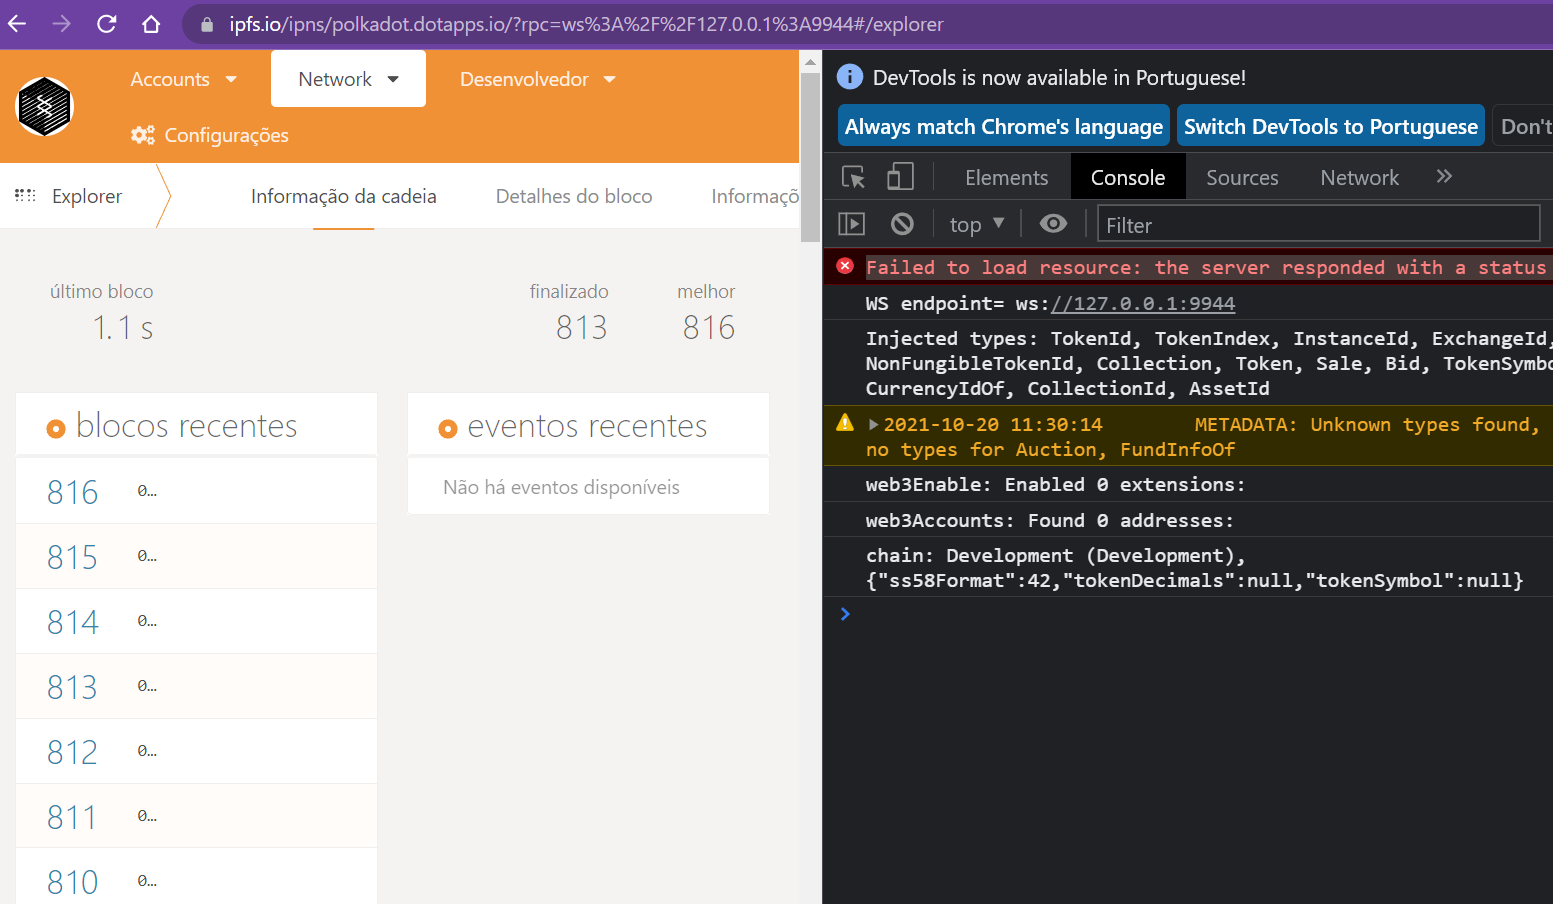 ipfs.io/ipns/polkadot.dotapps.io/?rpc=ws%3A%2F%2F127.0.0.1%3A9944#/explorer
Accounts
Network
Desenvolvedor
Configurações
Explorer
Informação da cadeia
Detalhes do bloco
Informaçõ
último bloco
1.1 s
finalizado
813
melhor
816
blocos recentes
816 0...
815 0...
814 0...
813 0...
812 0...
811 0...
810 0...
eventos recentes
Não há eventos disponíveis
DevTools is now available in Portuguese!
Always match Chrome's language
Switch DevTools to Portuguese
Don't
Elements
Console
Sources
Network
top
Filter
Failed to load resource: the server responded with a status
WS endpoint= ws://127.0.0.1:9944
Injected types: TokenId, TokenIndex, InstanceId, ExchangeId,
NonFungibleTokenId, Collection, Token, Sale, Bid, TokenSymbo
CurrencyIdOf, CollectionId, AssetId
2021-10-20 11:30:14 METADATA: Unknown types found,
no types for Auction, FundInfoOf
web3Enable: Enabled 0 extensions:
web3Accounts: Found 0 addresses:
chain: Development (Development),
{"ss58Format":42,"tokenDecimals":null,"tokenSymbol":null}